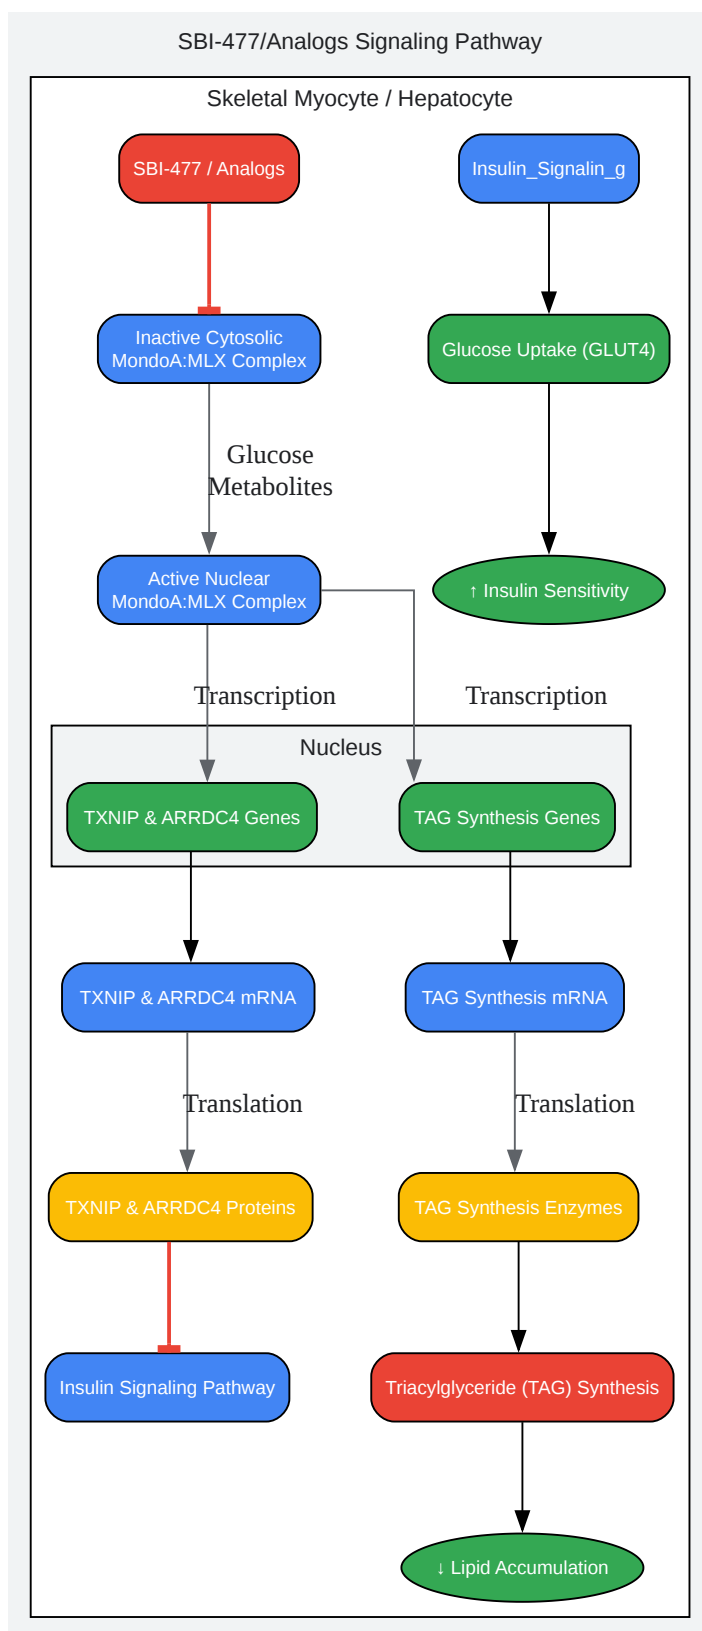 SBI-477/Analogs Signaling Pathway
Skeletal Myocyte / Hepatocyte
SBI-477 / Analogs
Insulin_Signalin_g
Inactive Cytosolic
MondoA:MLX Complex
Glucose Uptake (GLUT4)
Glucose
Metabolites
Active Nuclear
MondoA:MLX Complex
↑ Insulin Sensitivity
Transcription
Transcription
Nucleus
TXNIP & ARRDC4 Genes
TAG Synthesis Genes
TXNIP & ARRDC4 mRNA
TAG Synthesis mRNA
Translation
Translation
TXNIP & ARRDC4 Proteins
TAG Synthesis Enzymes
Insulin Signaling Pathway
Triacylglyceride (TAG) Synthesis
↓ Lipid Accumulation